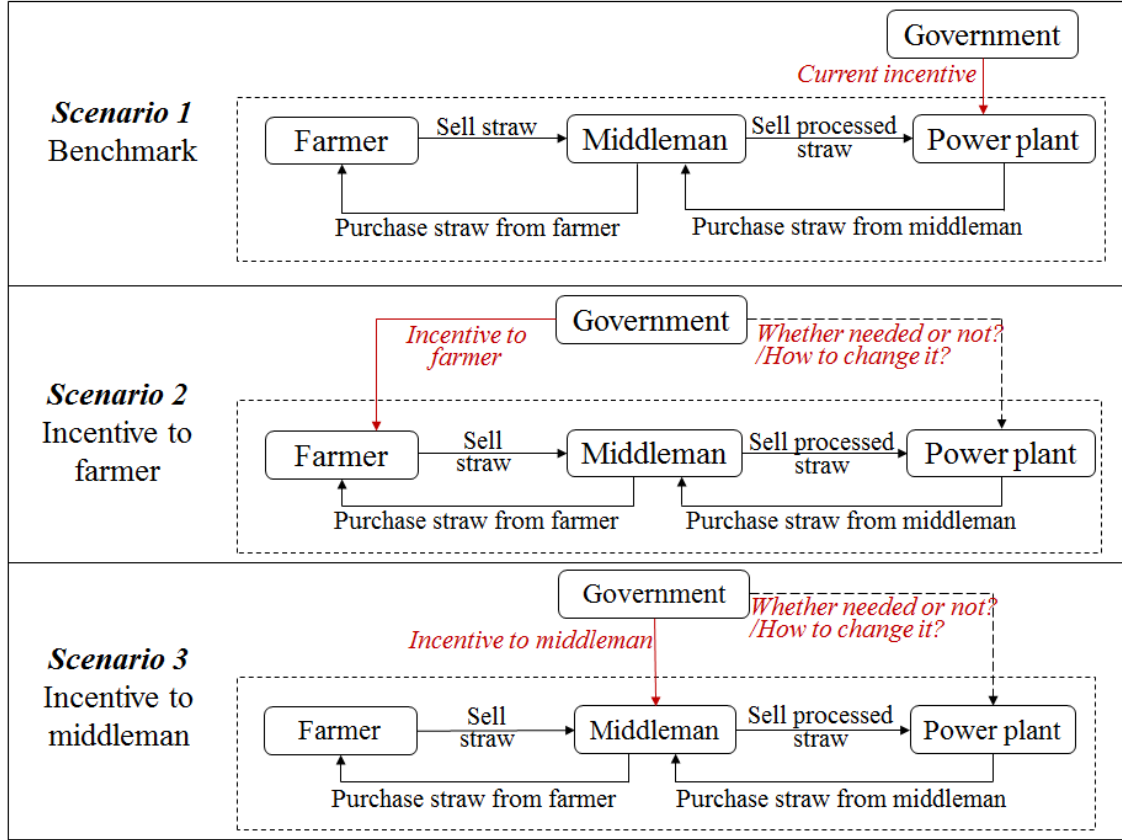 Government
Current incentive
Scenario 1
Benchmark
Farmer
Sell straw
Middleman
Sell processed
straw
Power plant
Purchase straw from farmer
Purchase straw from middleman
Government
Incentive to
farmer
Whether needed or not?
/How to change it?
Scenario 2
Incentive to
farmer
Farmer
Sell
straw
Middleman
Sell processed
straw
Power plant
Purchase straw from farmer
Purchase straw from middleman
Government
Whether needed or not?
/How to change it?
Incentive to middleman
Scenario 3
Incentive to
middleman
Farmer
Sell
straw
Middleman
Sell processed
straw
Power plant
Purchase straw from farmer
Purchase straw from middleman